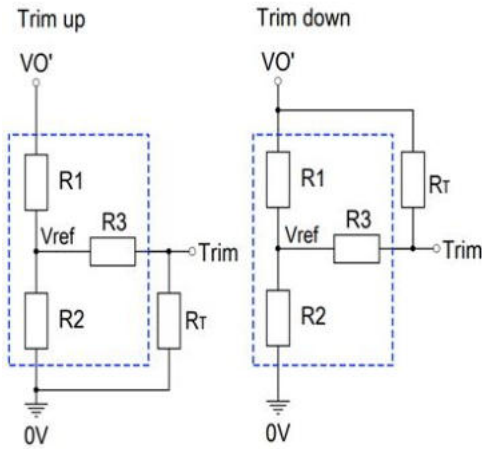 Trim up
VO'
R1
Vref
R3
Trim
R2
RT
0V
Trim down
VO'
R1
RT
Vref
R3
Trim
R2
0V